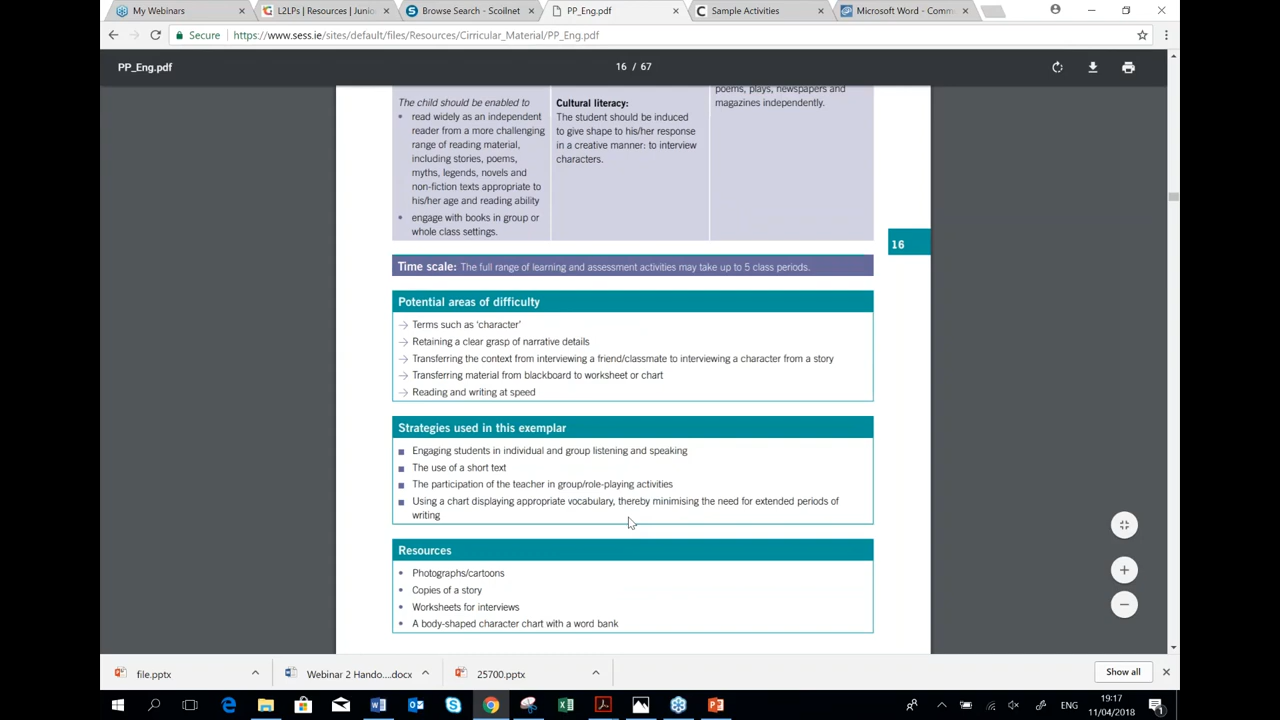 My Webinars
L2LPs | Resources | Junio
Browse Search - Scoilnet
PP_Eng.pdf
Sample Activities
Microsoft Word - Comm
Secure
https://www.sess.ie/sites/default/files/Resources/Cirricular_Material/PP_Eng.pdf
PP_Eng.pdf
16 / 67
The child should be enabled to
read widely as an independent
reader from a more challenging
range of reading material,
including stories, poems,
myths, legends, novels and
non-fiction texts appropriate to
his/her age and reading ability
engage with books in group or
whole class settings.
Cultural literacy:
The student should be induced
to give shape to his/her response
in a creative manner: to interview
characters.
poems, plays, newspapers and
magazines independently.
16
Time scale: The full range of learning and assessment activities may take up to 5 class periods.
Potential areas of difficulty
Terms such as 'character'
Retaining a clear grasp of narrative details
Transferring the context from interviewing a friend/classmate to interviewing a character from a story
Transferring material from blackboard to worksheet or chart
Reading and writing at speed
Strategies used in this exemplar
Engaging students in individual and group listening and speaking
The use of a short text
The participation of the teacher in group/role-playing activities
Using a chart displaying appropriate vocabulary, thereby minimising the need for extended periods of
writing
Resources
Photographs/cartoons
Copies of a story
Worksheets for interviews
A body-shaped character chart with a word bank
file.pptx
Webinar 2 Hando....docx
25700.pptx
Show all
ENG
19:17
11/04/2018